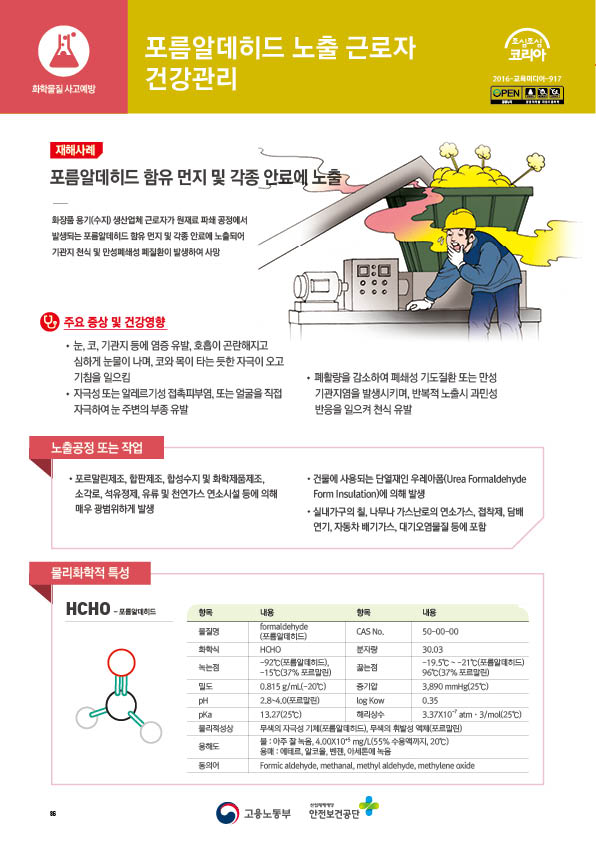 화학물질 사고예방
포름알데히드 노출 근로자
건강관리
조심조심
코리아
2016-교육미디어-917
OPEN
재해사례
포름알데히드 함유 먼지 및 각종 안료에 노출
화장품 용기(수지) 생산업체 근로자가 원재료 파쇄 공정에서
발생되는 포름알데히드 함유 먼지 및 각종 안료에 노출되어
기관지 천식 및 만성폐쇄성 폐질환이 발생하여 사망
주요 증상 및 건강영향
• 눈, 코, 기관지 등에 염증 유발, 호흡이 곤란해지고
심하게 눈물이 나며, 코와 목이 타는 듯한 자극이 오고
기침을 일으킴
• 자극성 또는 알레르기성 접촉피부염, 또는 얼굴을 직접
자극하여 눈 주변의 부종 유발
• 폐활량을 감소하여 폐쇄성 기도질환 또는 만성
기관지염을 발생시키며, 반복적 노출시 과민성
반응을 일으켜 천식 유발
노출공정 또는 작업
• 포르말린제조, 합판제조, 합성수지 및 화학제품제조,
소각로, 석유정제, 유류 및 천연가스 연소시설 등에 의해
매우 광범위하게 발생
• 건물에 사용되는 단열재인 우레아폼(Urea Formaldehyde
Form Insulation)에 의해 발생
• 실내가구의 칠, 나무나 가스난로의 연소가스, 접착제, 담배
연기, 자동차 배기가스, 대기오염물질 등에 포함
물리화학적 특성
HCHO - 포름알데히드
항목 내용 항목 내용
물질명 formaldehyde (포름알데히드) CAS No. 50-00-00
화학식 HCHO 분자량 30.03
녹는점 -92℃(포름알데히드), -15℃(37% 포르말린) 끓는점 -19.5℃ ~ -21℃(포름알데히드) 96℃(37% 포르말린)
밀도 0.815 g/mL(-20℃) 증기압 3,890 mmHg(25℃)
pH 2.8~4.0(포르말린) log Kow 0.35
pKa 13.27(25℃) 해리상수 3.37X10⁻⁷ atm · 3/mol(25℃)
물리적성상 무색의 자극성 기체(포름알데히드), 무색의 휘발성 액체(포르말린)
용해도 물 : 아주 잘 녹음, 4.00X10⁺⁵ mg/L(55% 수용액까지, 20℃)
용매 : 에테르, 알코올, 벤젠, 아세톤에 녹음
동의어 Formic aldehyde, methanal, methyl aldehyde, methylene oxide
86
고용노동부
산업재해예방
안전보건공단